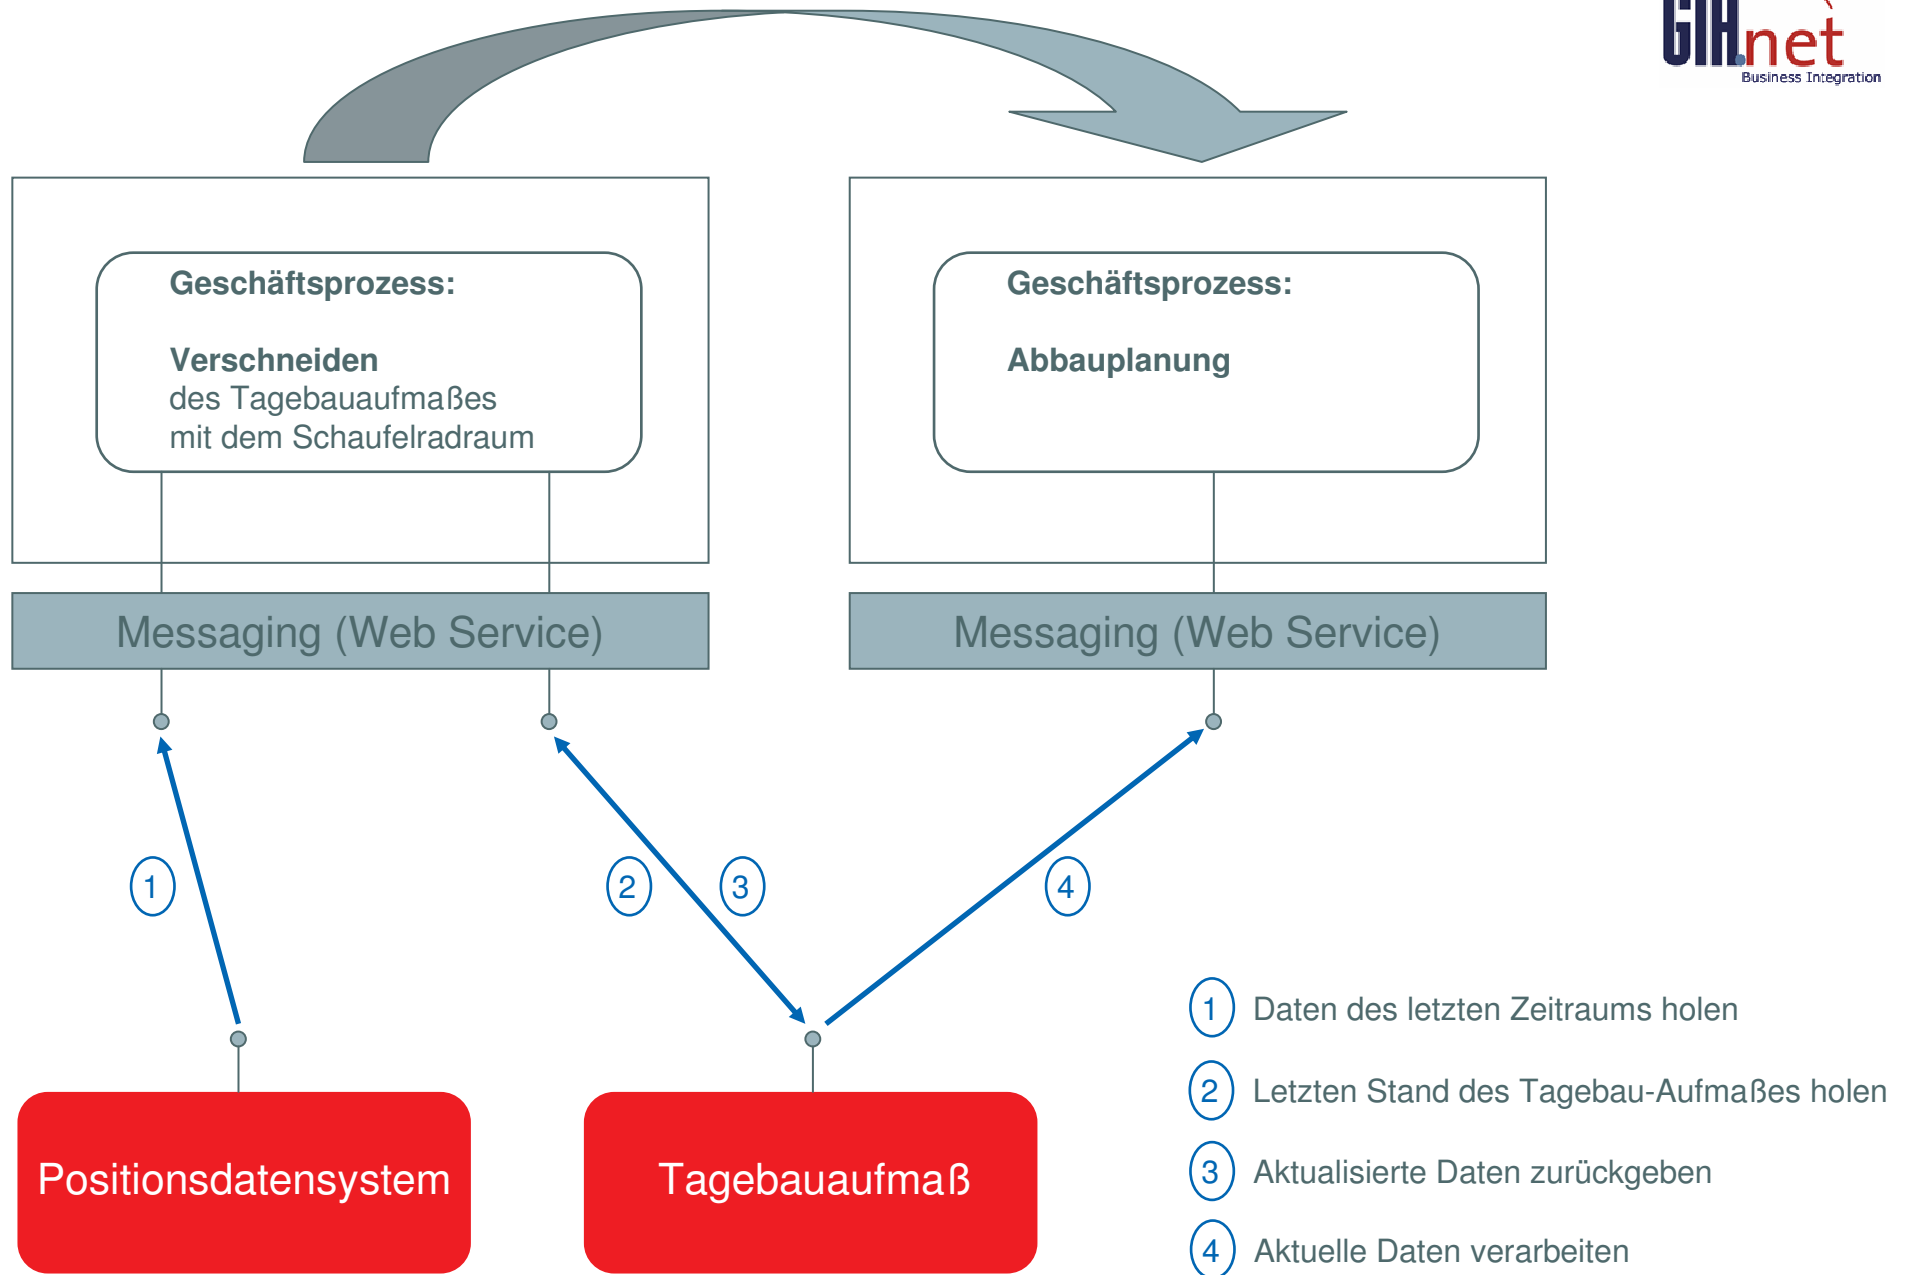 GIA.net
Business Integration
Geschäftsprozess:
Verschneiden
des Tagebauaufmaßes
mit dem Schaufelradraum
Geschäftsprozess:
Abbauplanung
Messaging (Web Service)
Messaging (Web Service)
1
2
3
4
Positionsdatensystem
Tagebauaufmaß
1 Daten des letzten Zeitraums holen
2 Letzten Stand des Tagebau-Aufmaßes holen
3 Aktualisierte Daten zurückgeben
4 Aktuelle Daten verarbeiten